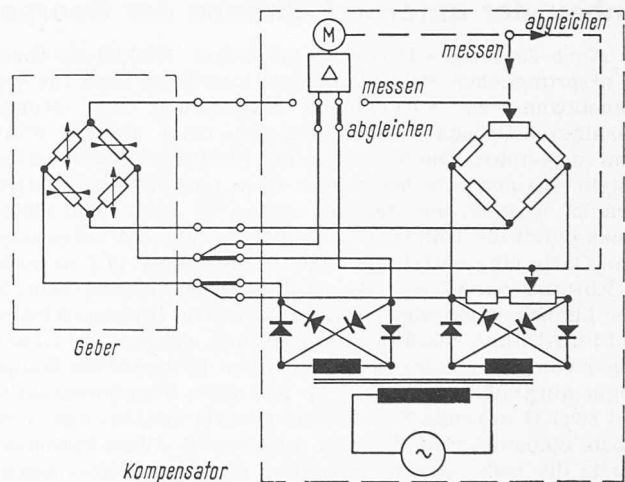 M
abgleichen
messen
Δ
messen
abgleichen
Geber
~
Kompensator